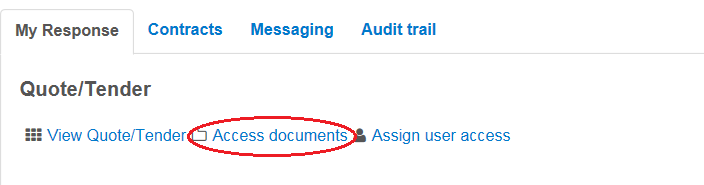 My Response Contracts Messaging Audit trail
Quote/Tender
View Quote/Tender Access documents Assign user access